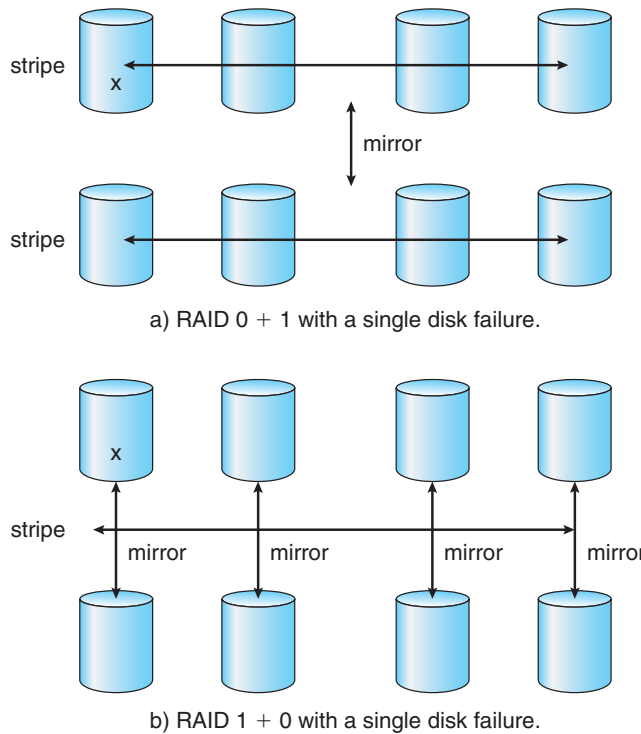 stripe
x
mirror
stripe
a) RAID 0 + 1 with a single disk failure.
x
stripe
mirror mirror mirror mirror
b) RAID 1 + 0 with a single disk failure.